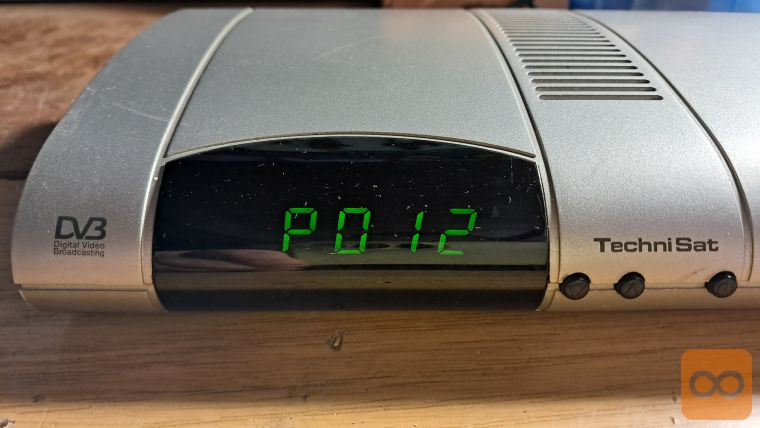 P012
DVB
Digital Video
Broadcasting
TechniSat